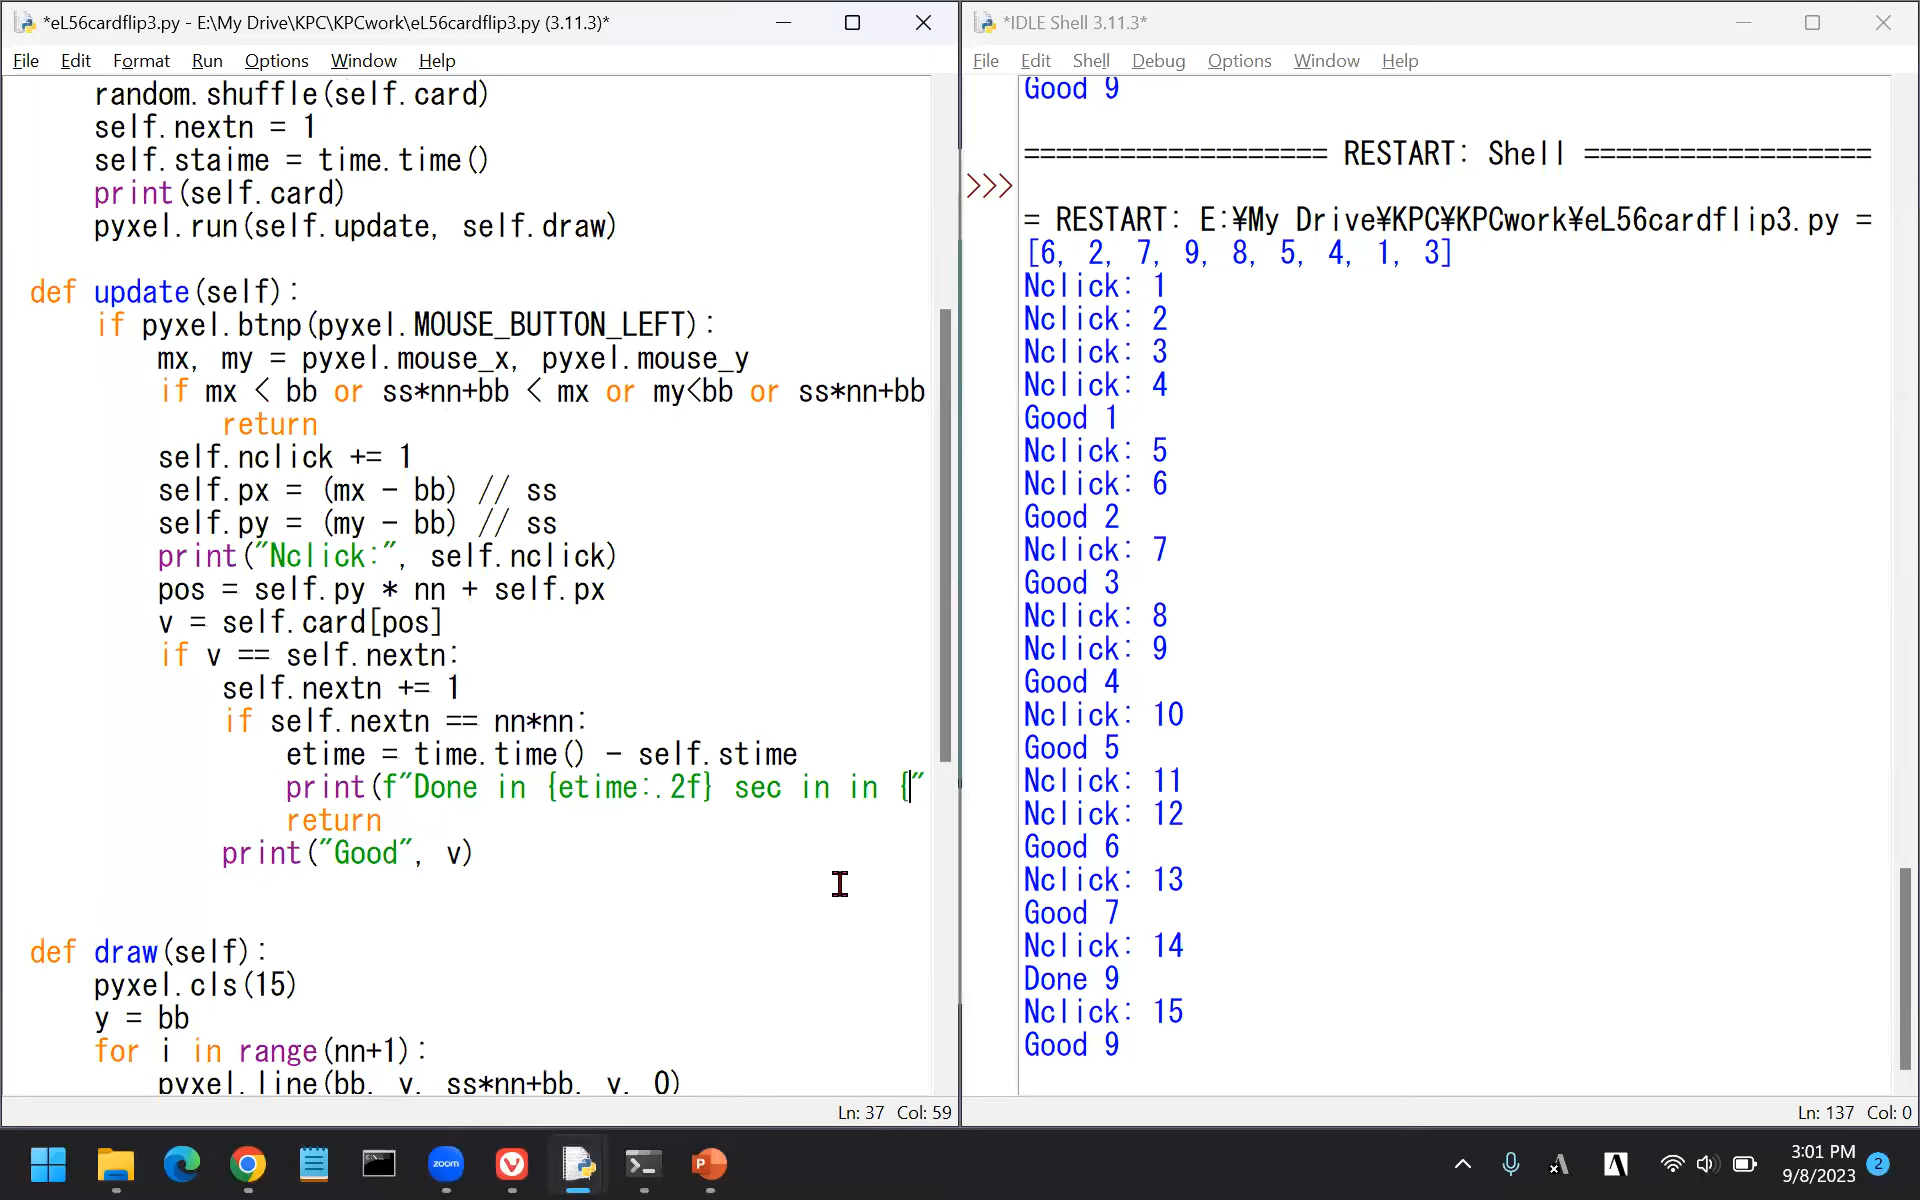 *eL56cardflip3.py - E:\My Drive\KPC\KPCwork\eL56cardflip3.py (3.11.3)*
File Edit Format Run Options Window Help
random.shuffle(self.card)
self.nextn = 1
self.staime = time.time()
print(self.card)
pyxel.run(self.update, self.draw)
def update(self):
if pyxel.btnp(pyxel.MOUSE_BUTTON_LEFT):
mx, my = pyxel.mouse_x, pyxel.mouse_y
if mx < bb or ss*nn+bb < mx or my<bb or ss*nn+bb
return
self.nclick += 1
self.px = (mx - bb) // ss
self.py = (my - bb) // ss
print("Nclick:", self.nclick)
pos = self.py * nn + self.px
v = self.card[pos]
if v == self.nextn:
self.nextn += 1
if self.nextn == nn*nn:
etime = time.time() - self.stime
print(f"Done in {etime:.2f} sec in in {"
return
print("Good", v)
def draw(self):
pyxel.cls(15)
y = bb
for i in range(nn+1):
pyxel.line(bb, y, ss*nn+bb, y, 0)
Ln: 37 Col: 59
*IDLE Shell 3.11.3*
File Edit Shell Debug Options Window Help
Good 9
=================== RESTART: Shell ==================
>>>
= RESTART: E:¥My Drive¥KPC¥KPCwork¥eL56cardflip3.py =
[6, 2, 7, 9, 8, 5, 4, 1, 3]
Nclick: 1
Nclick: 2
Nclick: 3
Nclick: 4
Good 1
Nclick: 5
Nclick: 6
Good 2
Nclick: 7
Good 3
Nclick: 8
Nclick: 9
Good 4
Nclick: 10
Good 5
Nclick: 11
Nclick: 12
Good 6
Nclick: 13
Good 7
Nclick: 14
Done 9
Nclick: 15
Good 9
Ln: 137 Col: 0
zoom
3:01 PM
9/8/2023
2